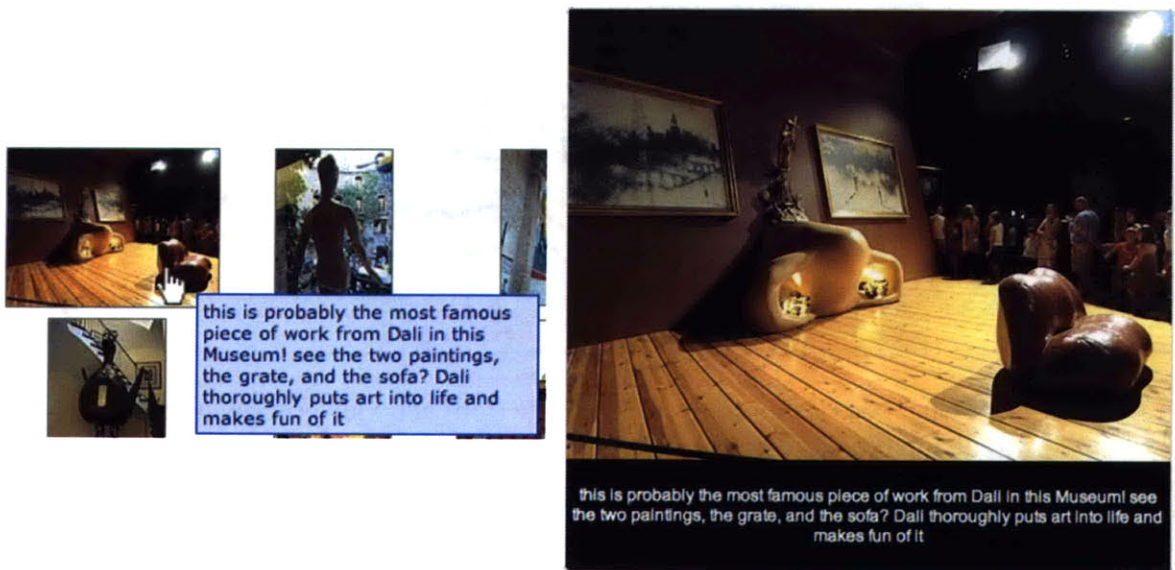 this is probably the most famous
piece of work from Dali in this
Museum! see the two paintings,
the grate, and the sofa? Dali
thoroughly puts art into life and
makes fun of it
this is probably the most famous piece of work from Dali in this Museum! see
the two paintings, the grate, and the sofa? Dali thoroughly puts art into life and
makes fun of it